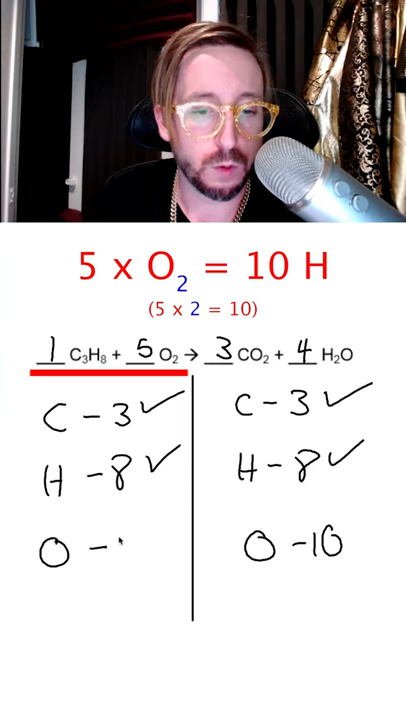 5 x O₂ = 10 H
(5 x 2 = 10)
1 C₃H₈ + 5 O₂ → 3 CO₂ + 4 H₂O
C - 3 ✓ C - 3 ✓
H - 8 ✓ H - 8 ✓
O - O - 10